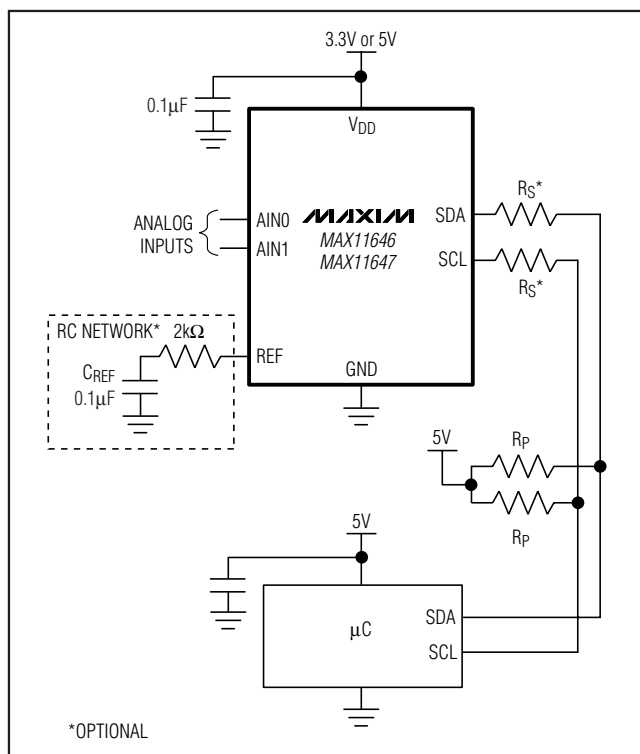 3.3V or 5V
0.1µF
VDD
RS*
ANALOG
INPUTS
AIN0
AIN1
MAXIM
MAX11646
MAX11647
SDA
SCL
RS*
RC NETWORK*
2kΩ
REF
CREF
0.1µF
GND
5V
RP
RP
5V
µC
SDA
SCL
*OPTIONAL